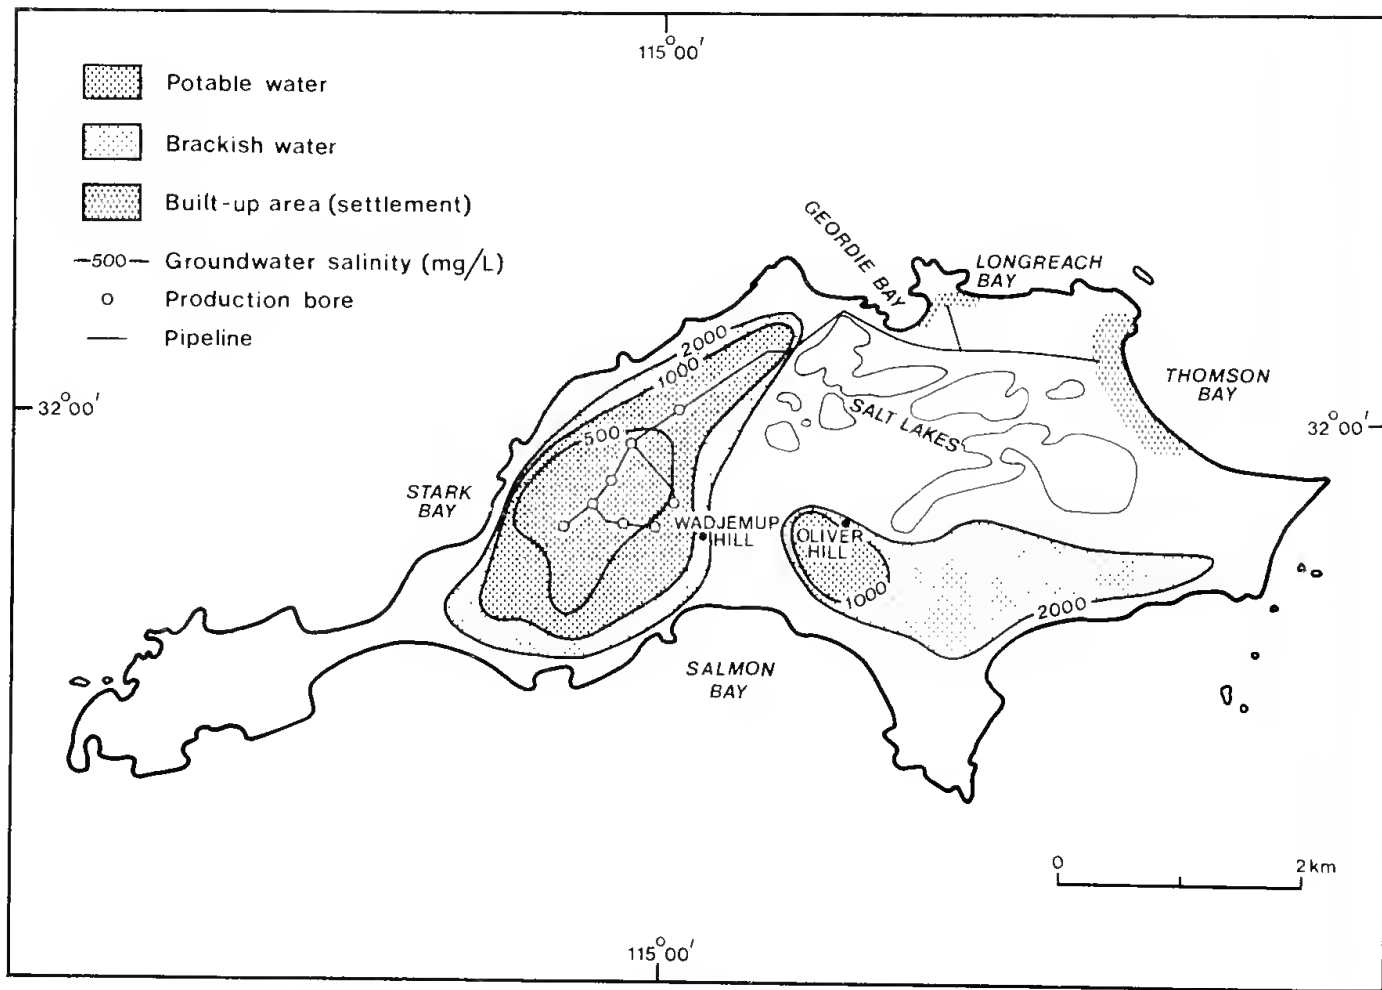 115°00′
Potable water
Brackish water
Built-up area (settlement)
—500— Groundwater salinity (mg/L)
Production bore
Pipeline
GEORDIE BAY
LONGREACH
BAY
THOMSON
BAY
2000
1000
32°00′
32°00′
SALT LAKES
500
STARK
BAY
WADJEMUP
HILL
OLIVER
HILL
1000
2000
SALMON
BAY
0
2km
115°00′